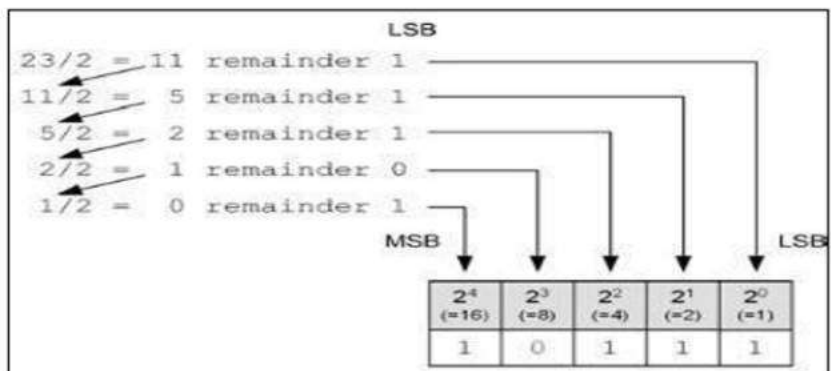 LSB
23/2 = 11 remainder 1
11/2 = 5 remainder 1
5/2 = 2 remainder 1
2/2 = 1 remainder 0
1/2 = 0 remainder 1
MSB LSB
2⁴ 2³ 2² 2¹ 2⁰
(=16) (=8) (=4) (=2) (=1)
1 0 1 1 1